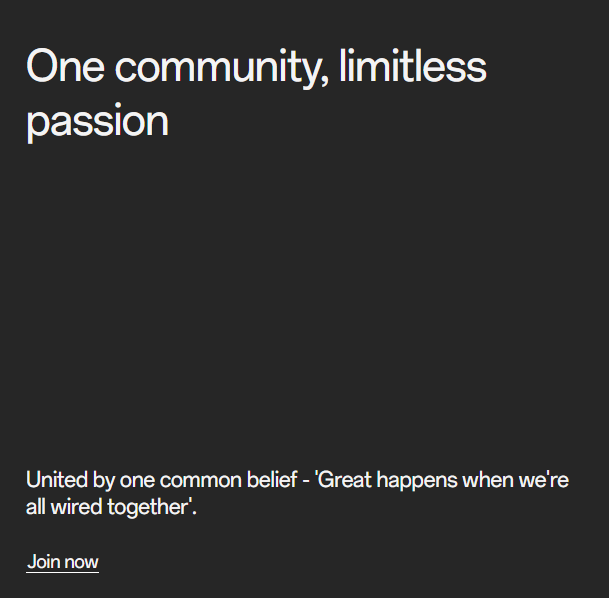 One community, limitless
passion
United by one common belief - 'Great happens when we're
all wired together'.
Join now